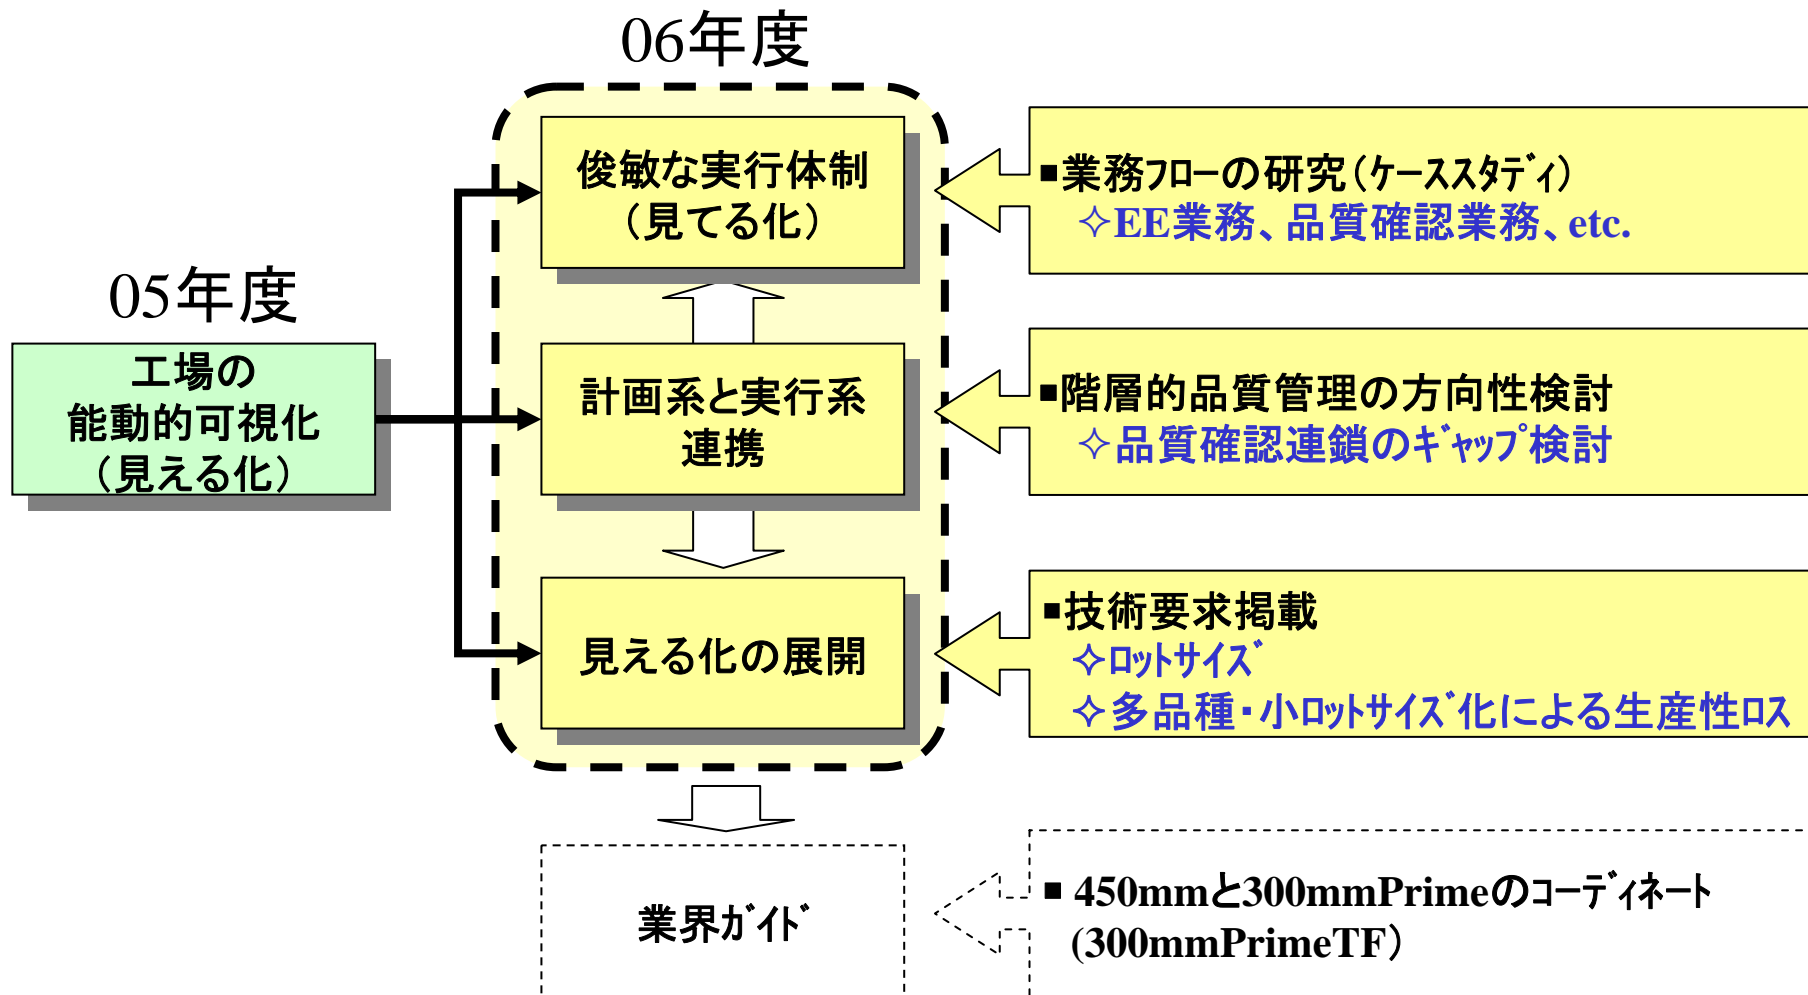 06年度
俊敏な実行体制
（見てる化）
■業務ﾌﾛｰの研究（ｹｰｽｽﾀﾃﾞｨ）
✧EE業務、品質確認業務、etc.
05年度
工場の
能動的可視化
（見える化）
計画系と実行系
連携
■階層的品質管理の方向性検討
✧品質確認連鎖のｷﾞｬｯﾌﾟ検討
見える化の展開
■技術要求掲載
✧ﾛｯﾄｻｲｽﾞ
✧多品種・小ﾛｯﾄｻｲｽﾞ化による生産性ﾛｽ
業界ｶﾞｲﾄﾞ
■ 450mmと300mmPrimeのｺｰﾃﾞｨﾈｰﾄ
(300mmPrimeTF）